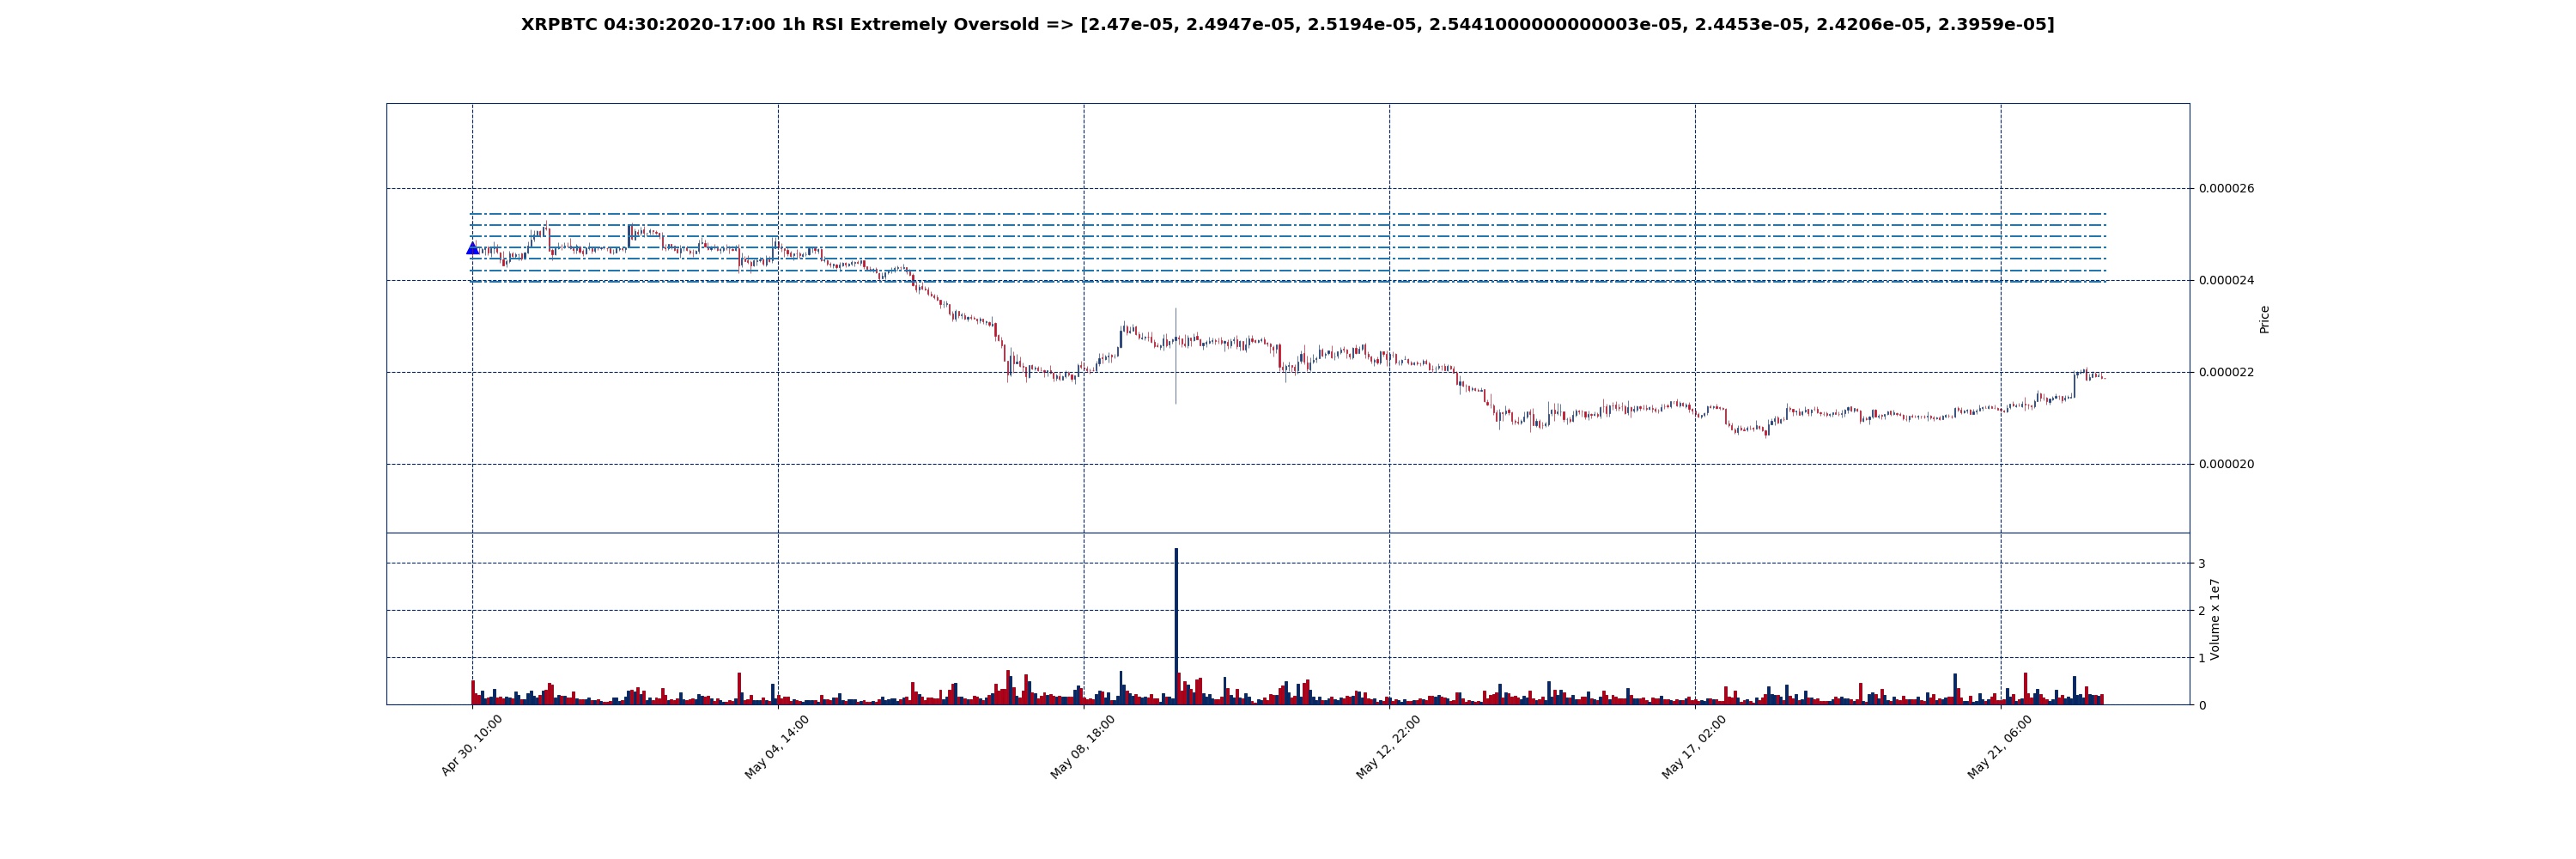 XRPBTC 04:30:2020-17:00 1h RSI Extremely Oversold => [2.47e-05, 2.4947e-05, 2.5194e-05, 2.5441000000000003e-05, 2.4453e-05, 2.4206e-05, 2.3959e-05]
0.000026
0.000024
Price
0.000022
0.000020
3
2
Volume x 1e7
1
0
Apr 30, 10:00
May 04, 14:00
May 08, 18:00
May 12, 22:00
May 17, 02:00
May 21, 06:00